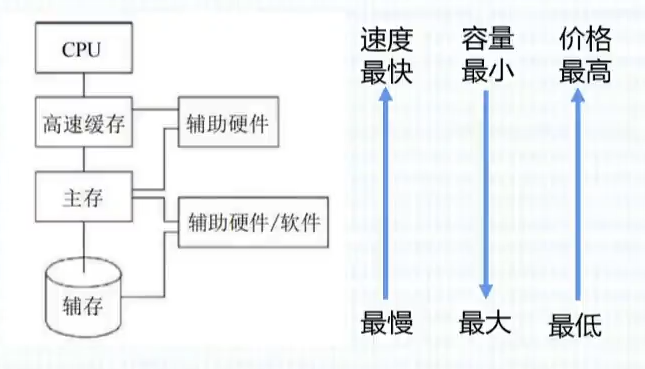 CPU
高速缓存
辅助硬件
主存
辅助硬件/软件
辅存
速度
最快
容量
最小
价格
最高
最慢
最大
最低